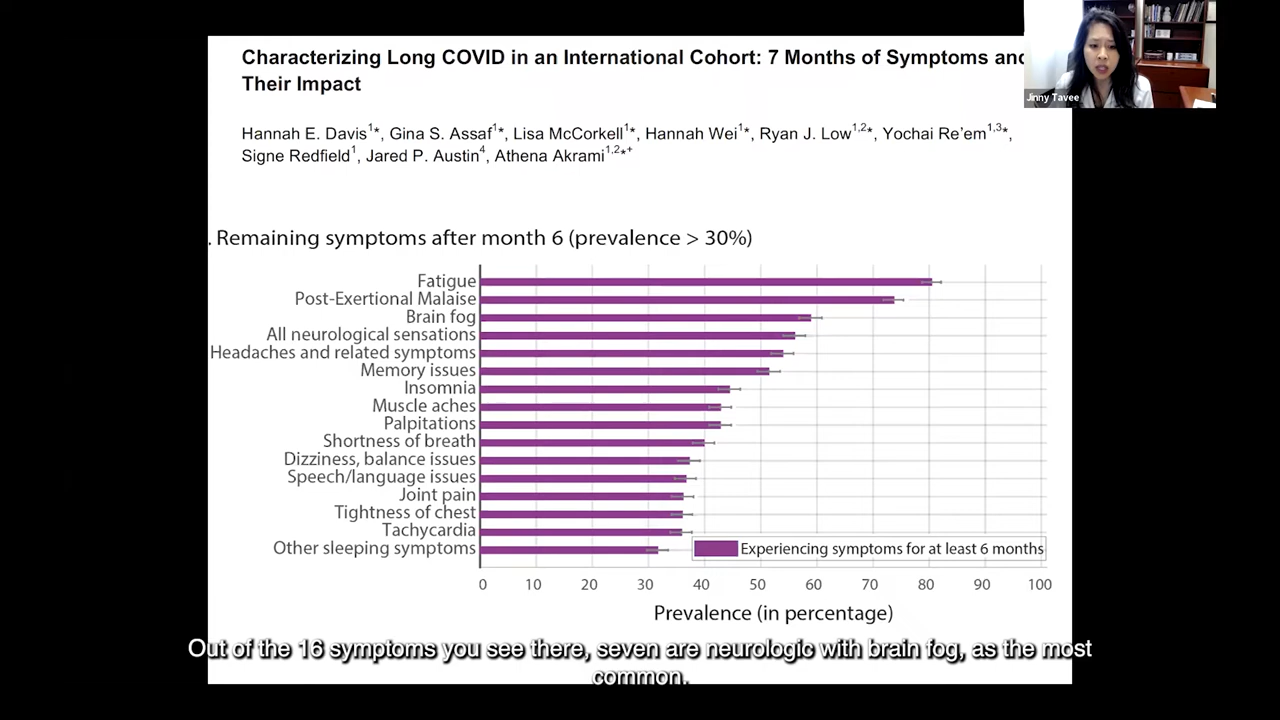 Characterizing Long COVID in an International Cohort: 7 Months of Symptoms and
Their Impact
Jinny Tavee
Hannah E. Davis1*, Gina S. Assaf1*, Lisa McCorkell1*, Hannah Wei1*, Ryan J. Low1,2*, Yochai Re'em1,3*,
Signe Redfield1, Jared P. Austin4, Athena Akrami1,2*+
. Remaining symptoms after month 6 (prevalence > 30%)
Fatigue
Post-Exertional Malaise
Brain fog
All neurological sensations
Headaches and related symptoms
Memory issues
Insomnia
Muscle aches
Palpitations
Shortness of breath
Dizziness, balance issues
Speech/language issues
Joint pain
Tightness of chest
Tachycardia
Other sleeping symptoms
Experiencing symptoms for at least 6 months
0 10 20 30 40 50 60 70 80 90 100
Prevalence (in percentage)
Out of the 16 symptoms you see there, seven are neurologic with brain fog, as the most
common.